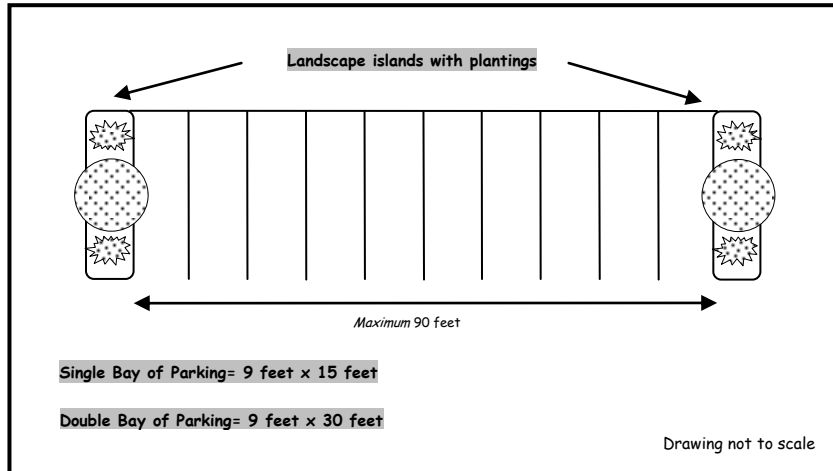 Landscape islands with plantings
Maximum 90 feet
Single Bay of Parking= 9 feet x 15 feet
Double Bay of Parking= 9 feet x 30 feet
Drawing not to scale